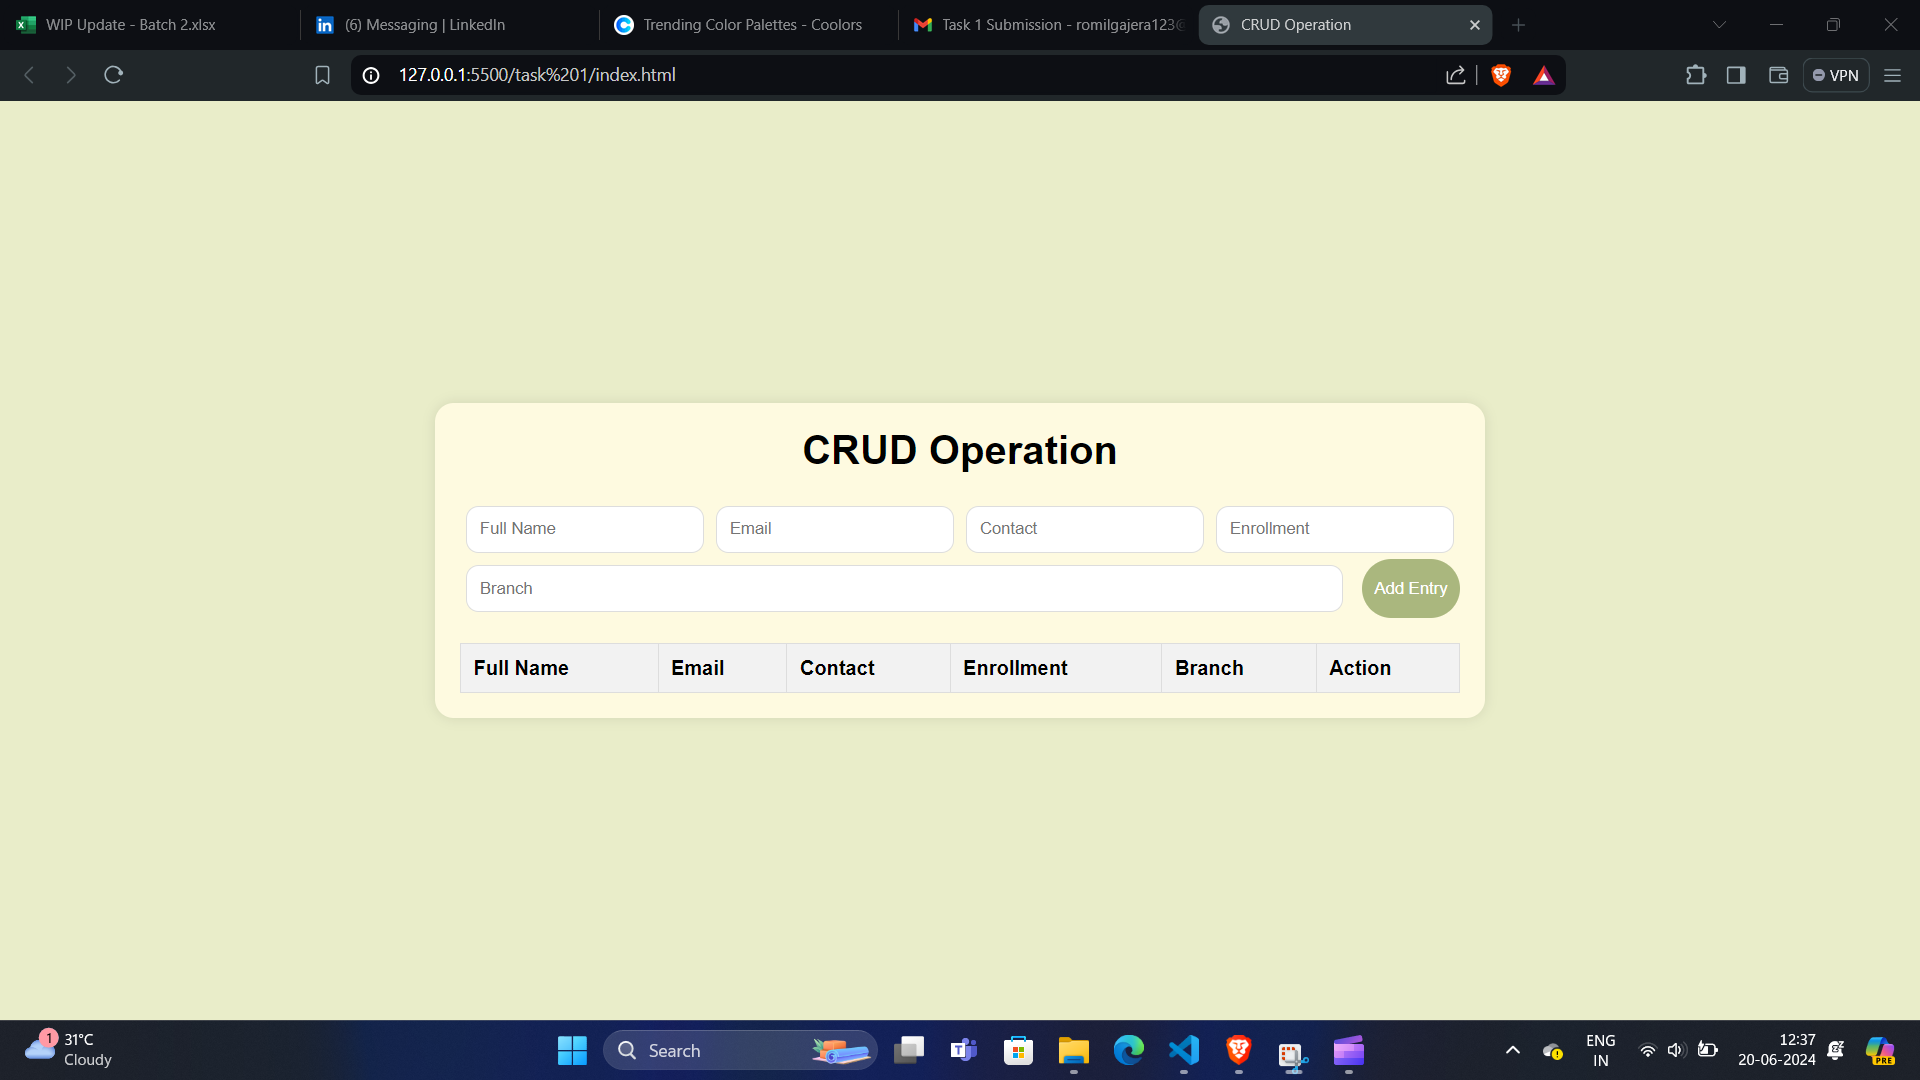 WIP Update - Batch 2.xlsx
(6) Messaging | LinkedIn
Trending Color Palettes - Coolors
Task 1 Submission - romilgajera123@
CRUD Operation
127.0.0.1:5500/task%201/index.html
VPN
CRUD Operation
Full Name
Email
Contact
Enrollment
Branch
Add Entry
Full Name Email Contact Enrollment Branch Action
1
31°C
Cloudy
Search
ENG
IN
12:37
20-06-2024
PRE